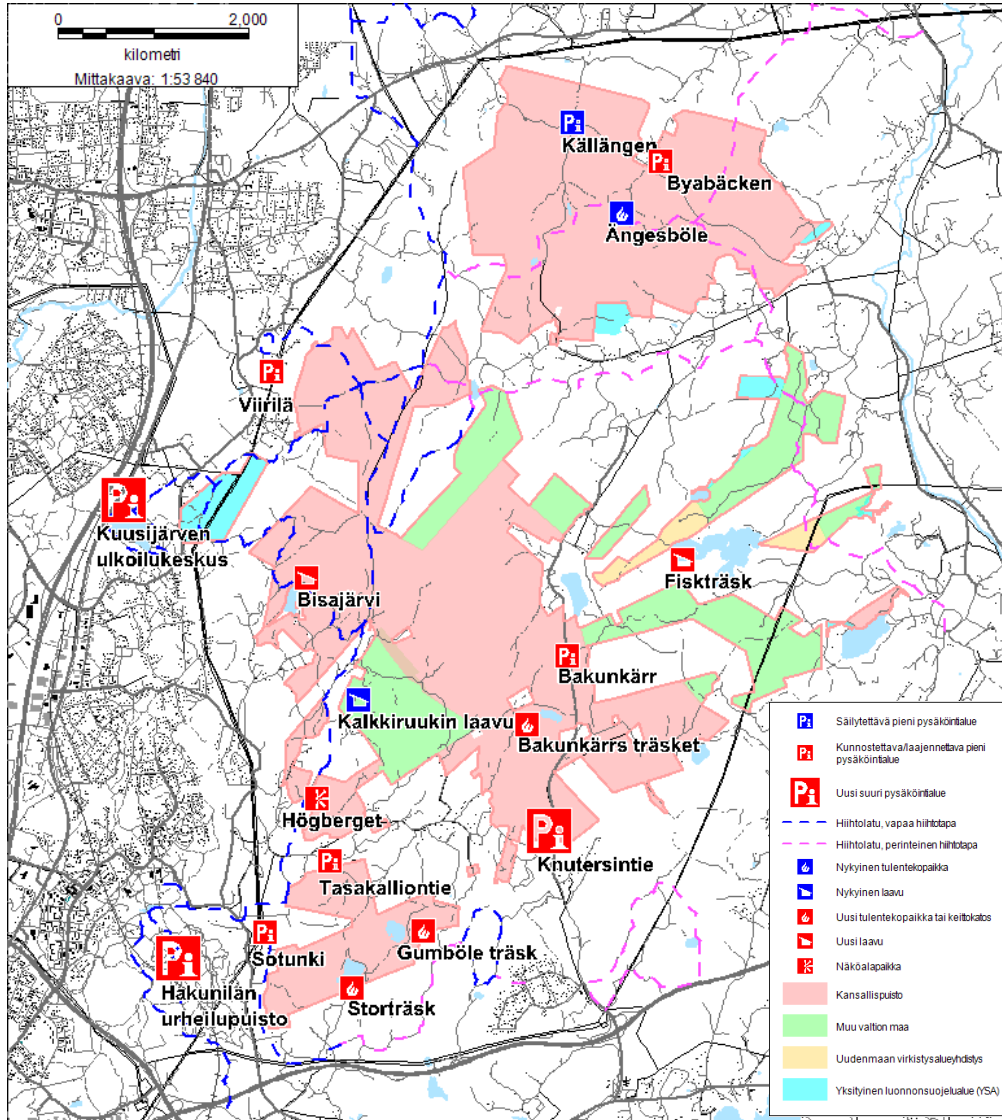 0 2,000
kilometri
Mittakaava: 1:53 840
Källängen
Byabäcken
Ängesböle
Viirilä
Kuusijärven
ulkoilukeskus
Bisajärvi
Fiskträsk
Bakunkärr
Kalkkiruukin laavu
Bakunkärrs träsket
Högberget
Knutersintie
Tasakalliontie
Sotunki
Gumböle träsk
Hakunilan
urheilupuisto
Storträsk
Säilytettävä pieni pysäköintialue
Kunnostettava/laajennettava pieni
pysäköintialue
Uusi suuri pysäköintialue
Hiihtolatu, vapaa hiihtotapa
Hiihtolatu, perinteinen hiihtotapa
Nykyinen tulentekopaikka
Nykyinen laavu
Uusi tulentekopaikka tai keittokatos
Uusi laavu
Näköalapaikka
Kansallispuisto
Muu valtion maa
Uudenmaan virkistysalueyhdistys
Yksityinen luonnonsuojelualue (YSA)